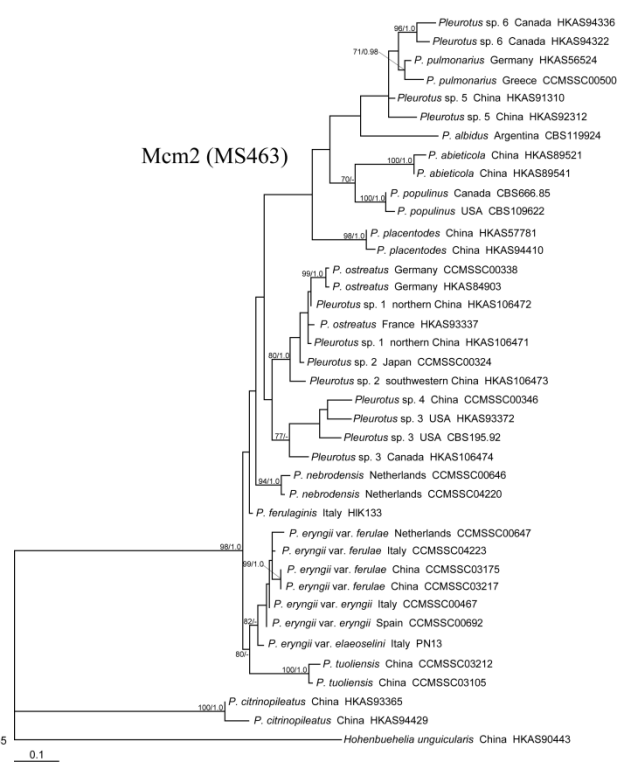 96/1.0
Pleurotus sp. 6 Canada HKAS94336
Pleurotus sp. 6 Canada HKAS94322
71/0.98
P. pulmonarius Germany HKAS56524
P. pulmonarius Greece CCMSSC00500
Pleurotus sp. 5 China HKAS91310
Pleurotus sp. 5 China HKAS92312
P. albidus Argentina CBS119924
Mcm2 (MS463)
100/1.0
P. abieticola China HKAS89521
P. abieticola China HKAS89541
70/-
100/1.0
P. populinus Canada CBS666.85
P. populinus USA CBS109622
98/1.0
P. placentodes China HKAS57781
P. placentodes China HKAS94410
99/1.0
P. ostreatus Germany CCMSSC00338
P. ostreatus Germany HKAS84903
Pleurotus sp. 1 northern China HKAS106472
P. ostreatus France HKAS93337
Pleurotus sp. 1 northern China HKAS106471
80/1.0
Pleurotus sp. 2 Japan CCMSSC00324
Pleurotus sp. 2 southwestern China HKAS106473
Pleurotus sp. 4 China CCMSSC00346
Pleurotus sp. 3 USA HKAS93372
77/-
Pleurotus sp. 3 USA CBS195.92
Pleurotus sp. 3 Canada HKAS106474
94/1.0
P. nebrodensis Netherlands CCMSSC00646
P. nebrodensis Netherlands CCMSSC04220
P. ferulaginis Italy HIK133
98/1.0
P. eryngii var. ferulae Netherlands CCMSSC00647
P. eryngii var. ferulae Italy CCMSSC04223
99/1.0
P. eryngii var. ferulae China CCMSSC03175
P. eryngii var. ferulae China CCMSSC03217
P. eryngii var. eryngii Italy CCMSSC00467
82/-
P. eryngii var. eryngii Spain CCMSSC00692
P. eryngii var. elaeoselini Italy PN13
80/-
100/1.0
P. tuoliensis China CCMSSC03212
P. tuoliensis China CCMSSC03105
100/1.0
P. citrinopileatus China HKAS93365
P. citrinopileatus China HKAS94429
5
Hohenbuehelia unguicularis China HKAS90443
0.1